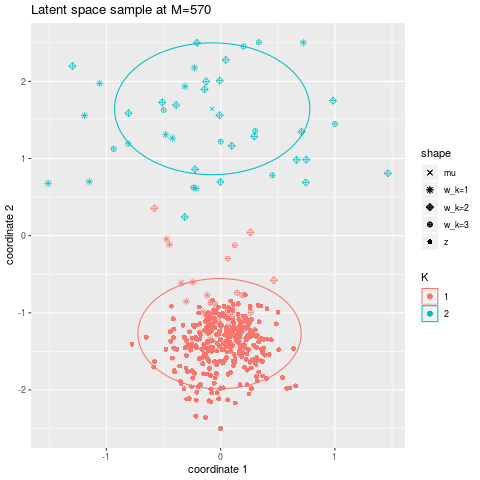 Latent space sample at M=570
2
1
0
-1
-2
-1
0
1
coordinate 1
coordinate 2
shape
mu
w_k=1
w_k=2
w_k=3
z
K
1
2